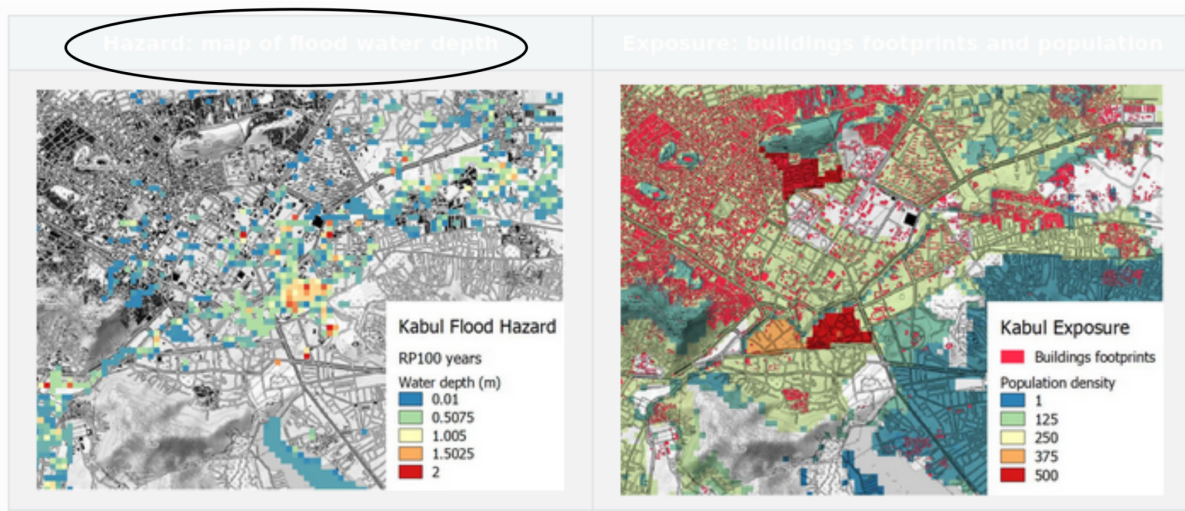 Hazard: map of flood water depth
Exposure: buildings footprints and population
Kabul Flood Hazard
RP100 years
Water depth (m)
0.01
0.5075
1.005
1.5025
2
Kabul Exposure
Buildings footprints
Population density
1
125
250
375
500